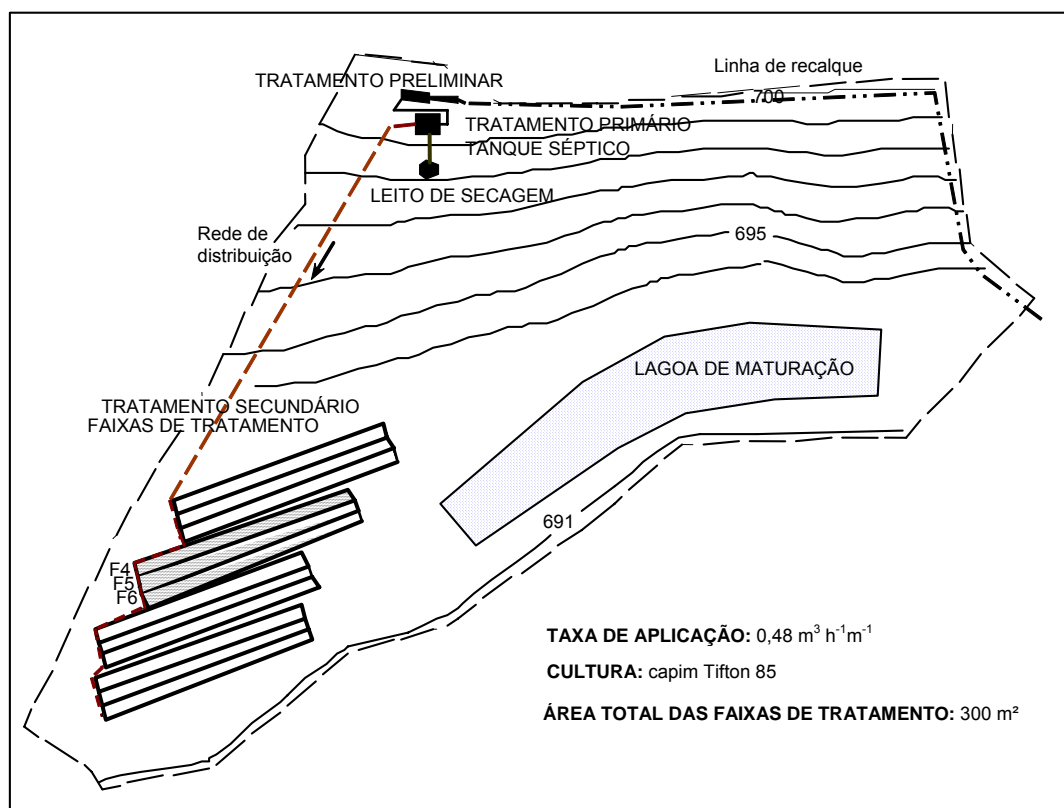 Linha de recalque
TRATAMENTO PRELIMINAR
700
TRATAMENTO PRIMÁRIO
TANQUE SÉPTICO
LEITO DE SECAGEM
Rede de
distribuição
695
LAGOA DE MATURAÇÃO
TRATAMENTO SECUNDÁRIO
FAIXAS DE TRATAMENTO
691
F4
F5
F6
TAXA DE APLICAÇÃO: 0,48 m³ h⁻¹m⁻¹
CULTURA: capim Tifton 85
ÁREA TOTAL DAS FAIXAS DE TRATAMENTO: 300 m²